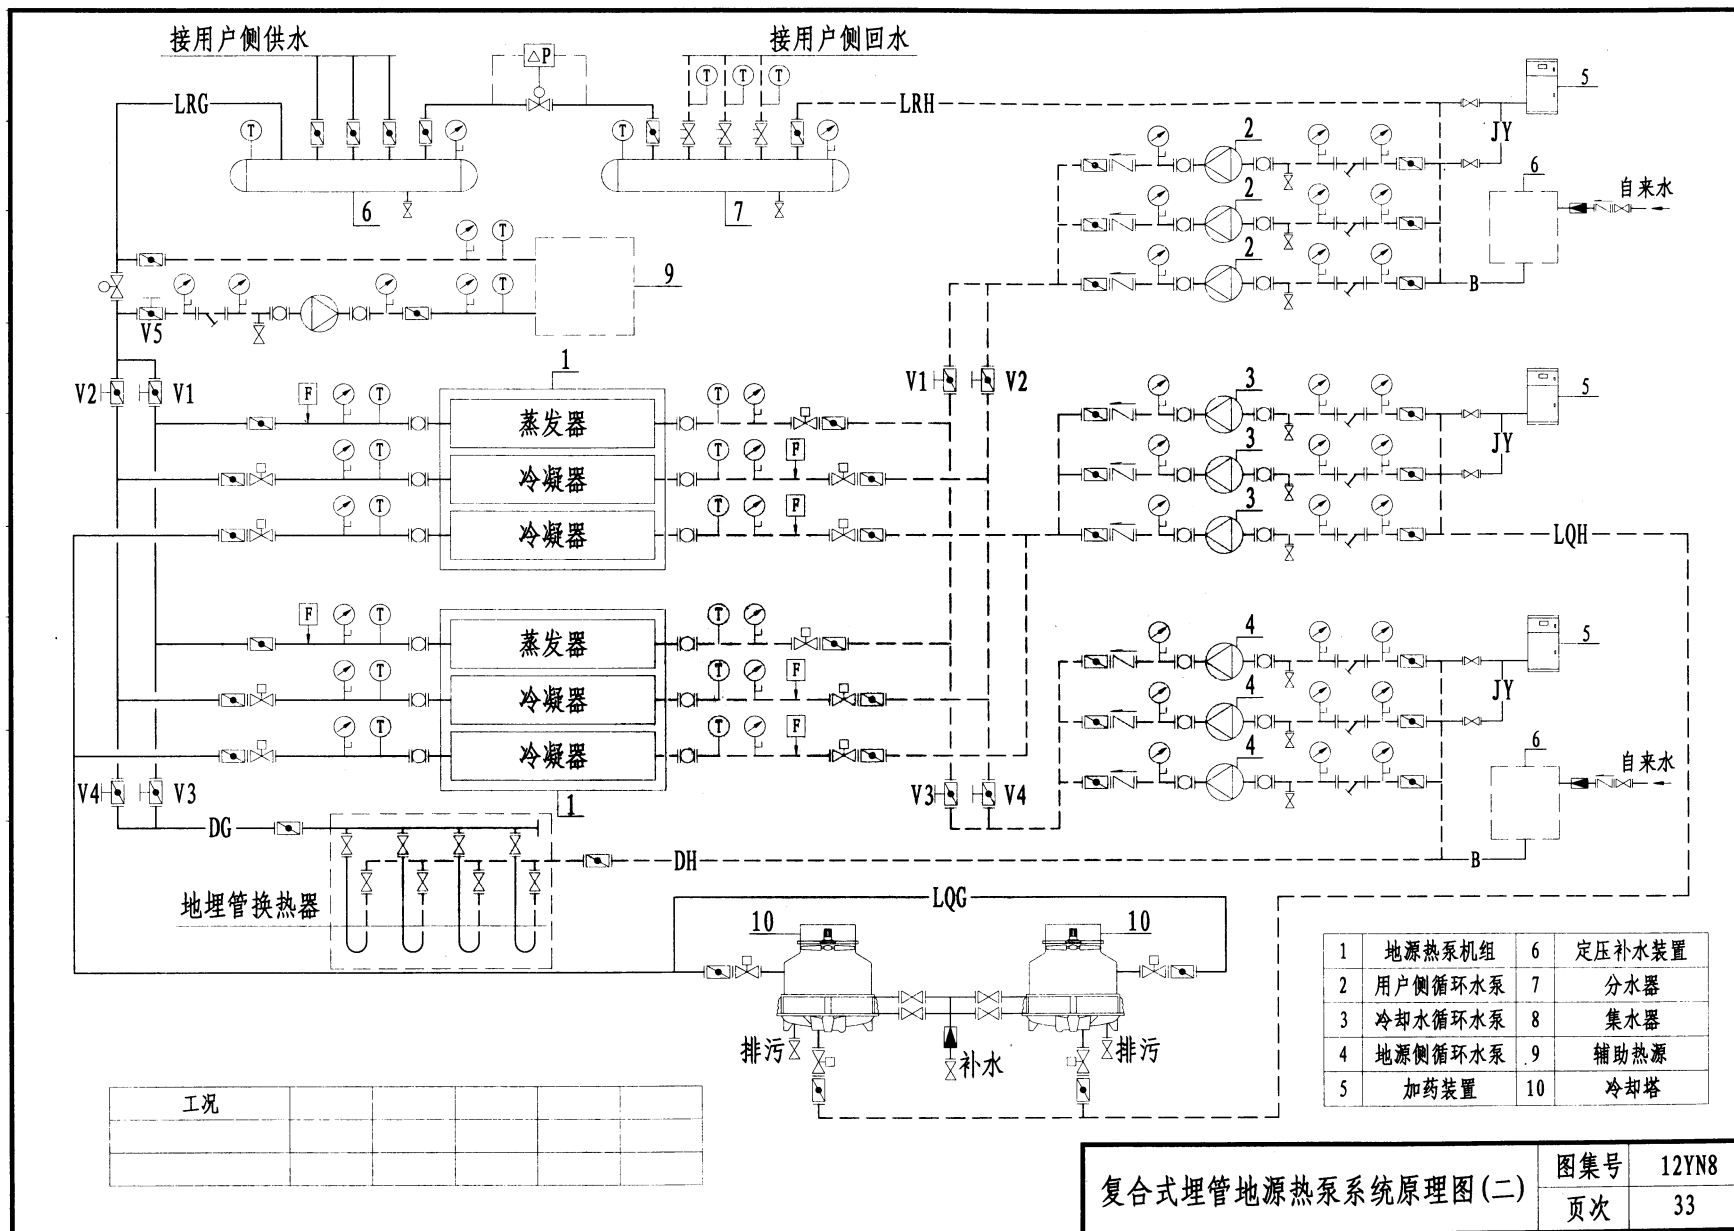 接用户侧供水
接用户侧回水
△P
T T T
5
LRG
LRH
JY
T
T
2
6
自来水
6
7
2
2
T
9
T
B
V5
1
V2 V1
V1 V2
3
5
F T
蒸发器
T
JY
T
冷凝器
T F
3
T
冷凝器
T F
3
LQH
F T
蒸发器
T
4
5
T
冷凝器
T F
JY
4
T
冷凝器
T F
4
6
自来水
V4 V3
1
V3 V4
DG
DH
B
地埋管换热器
LQG
10
10
排污
补水
排污
1 地源热泵机组 6 定压补水装置
2 用户侧循环水泵 7 分水器
3 冷却水循环水泵 8 集水器
4 地源侧循环水泵 9 辅助热源
5 加药装置 10 冷却塔
工况
复合式埋管地源热泵系统原理图(二)
图集号 12YN8
页次 33